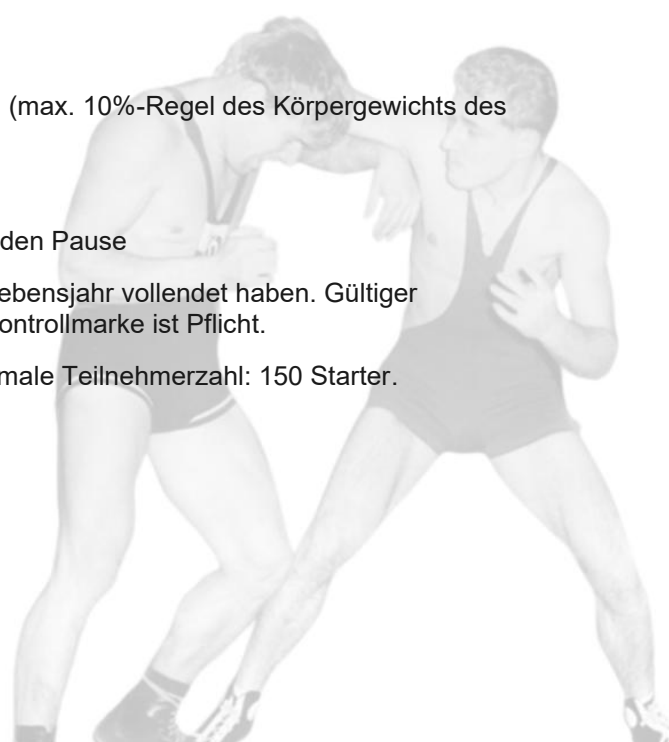 (max. 10%-Regel des Körpergewichts des
den Pause
ebensjahr vollendet haben. Gültiger
ontrollmarke ist Pflicht.
male Teilnehmerzahl: 150 Starter.